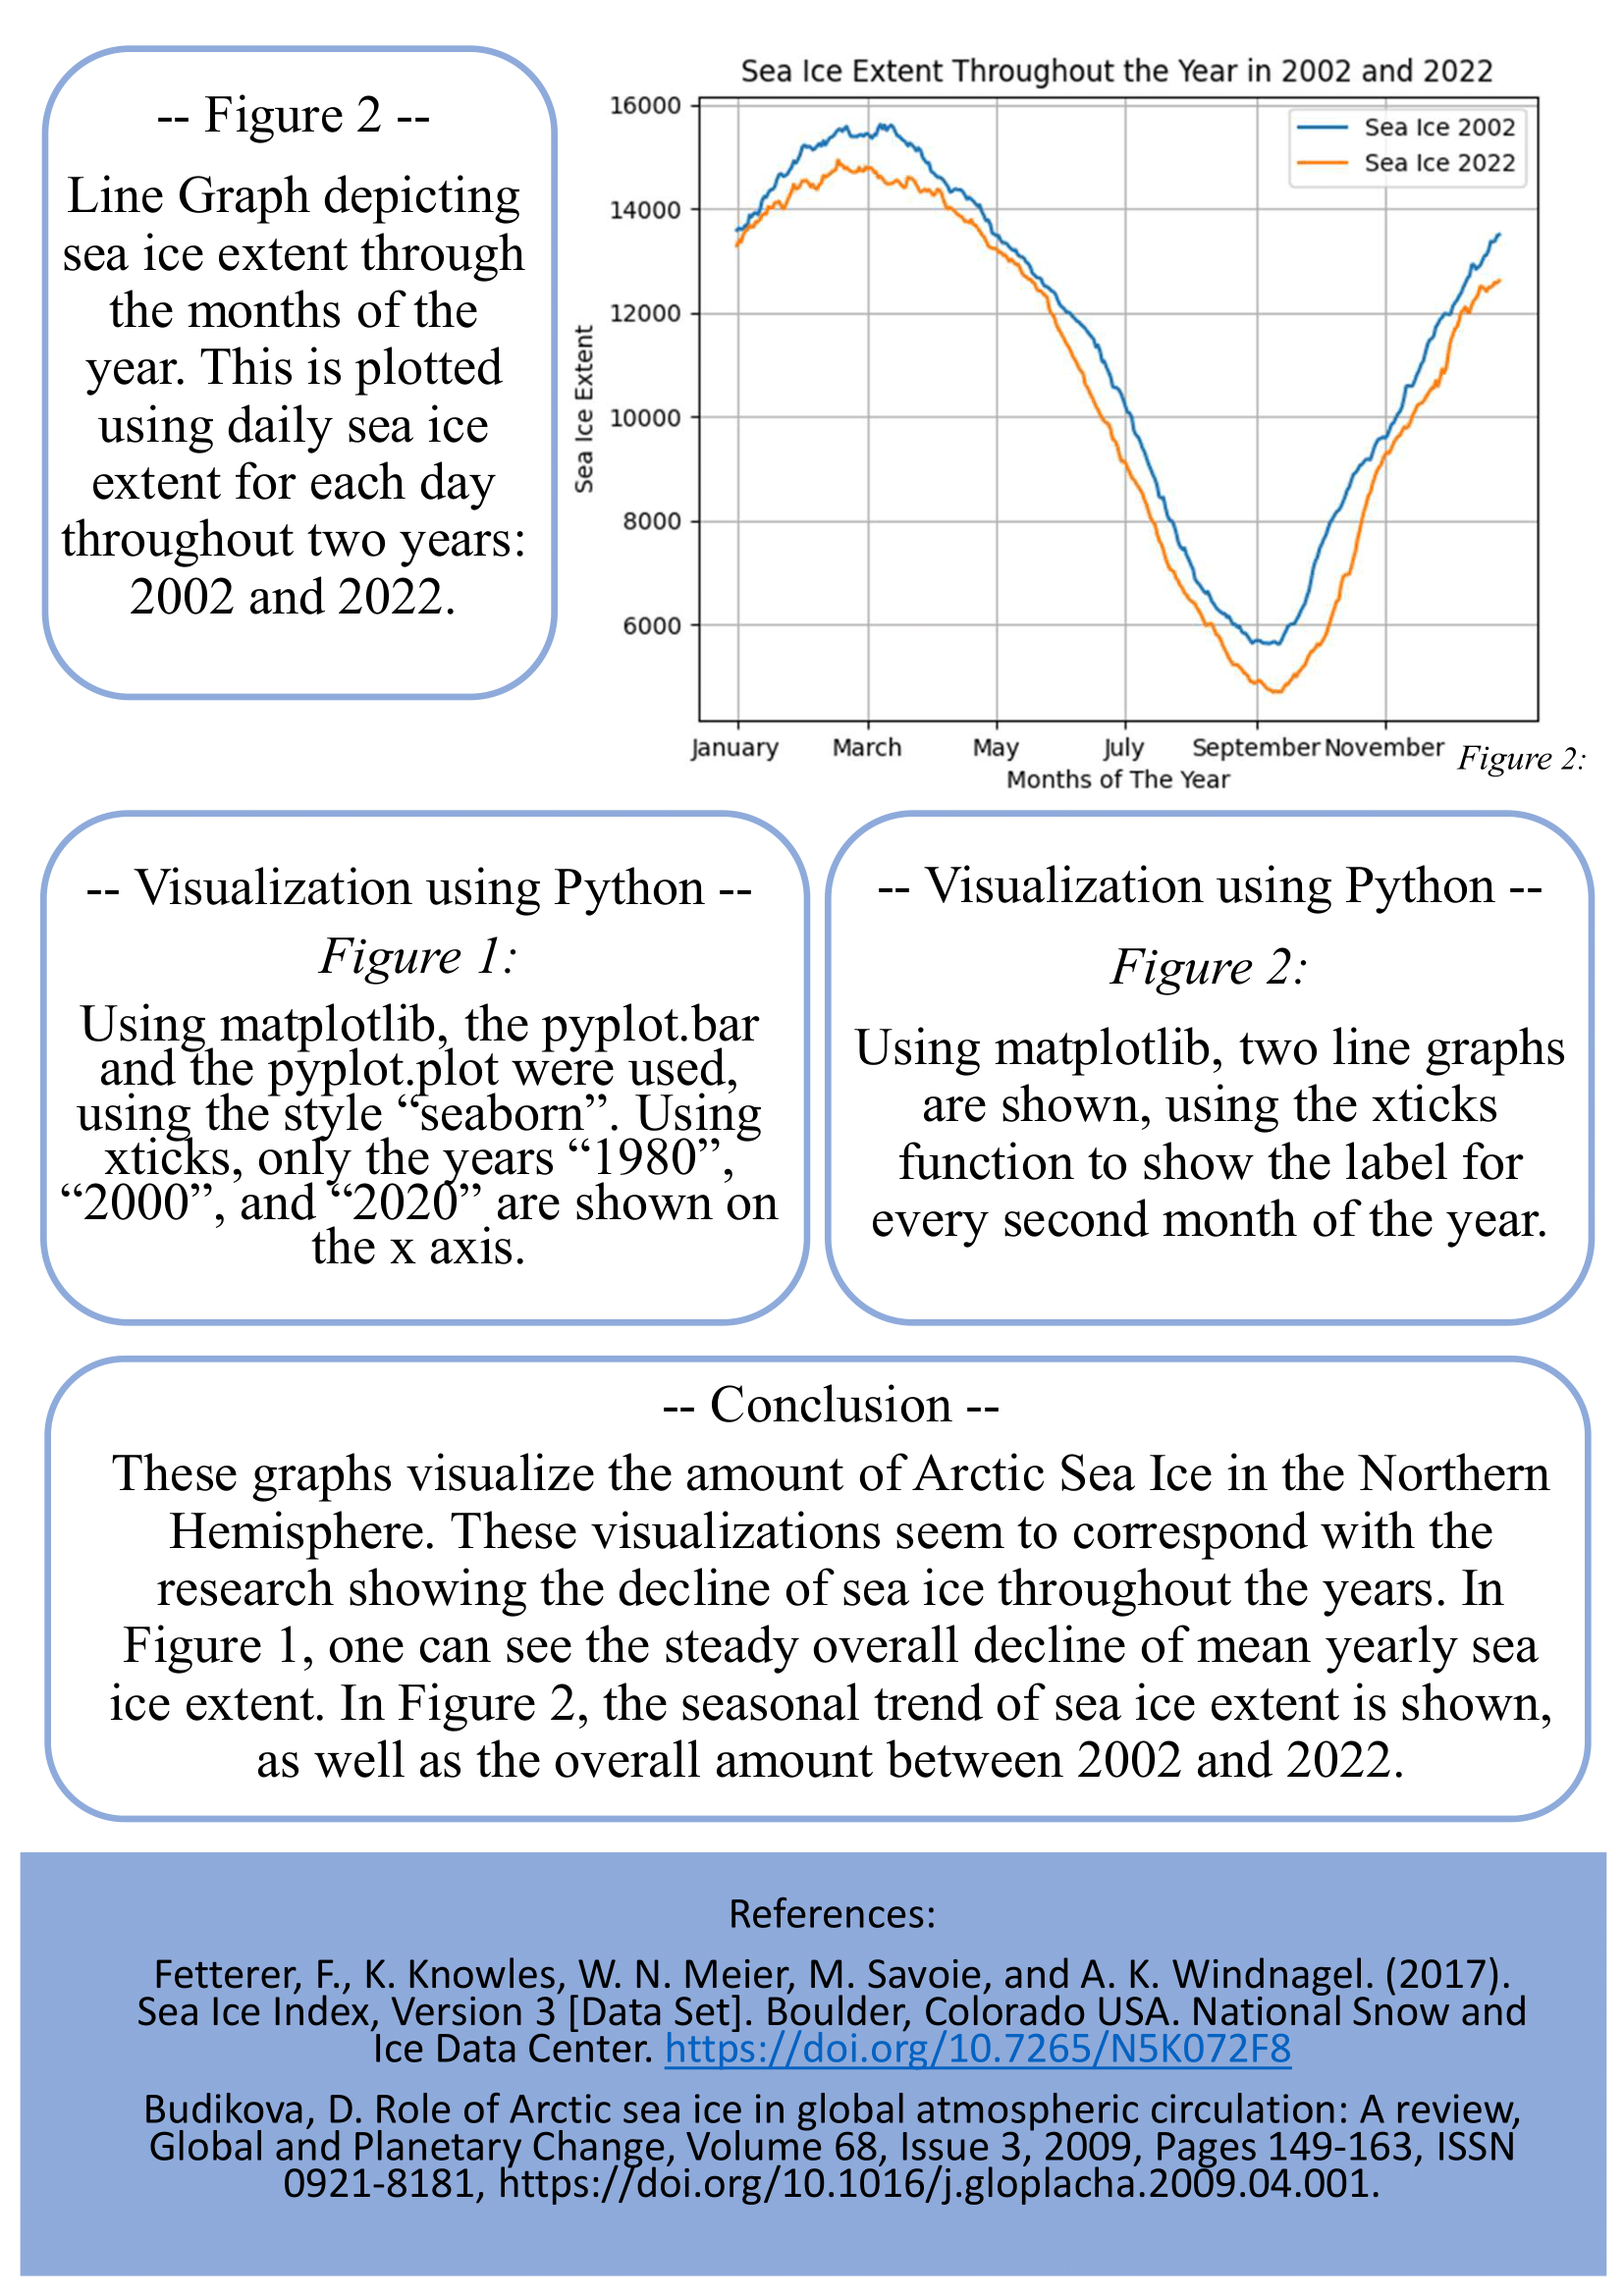 -- Figure 2 --
Line Graph depicting
sea ice extent through
the months of the
year. This is plotted
using daily sea ice
extent for each day
throughout two years:
2002 and 2022.
Sea Ice Extent Throughout the Year in 2002 and 2022
Sea Ice 2002
Sea Ice 2022
16000
14000
12000
10000
8000
6000
Sea Ice Extent
January March May July September November
Months of The Year
Figure 2:
-- Visualization using Python --
Figure 1:
Using matplotlib, the pyplot.bar
and the pyplot.plot were used,
using the style “seaborn”. Using
xticks, only the years “1980”,
“2000”, and “2020” are shown on
the x axis.
-- Visualization using Python --
Figure 2:
Using matplotlib, two line graphs
are shown, using the xticks
function to show the label for
every second month of the year.
-- Conclusion --
These graphs visualize the amount of Arctic Sea Ice in the Northern
Hemisphere. These visualizations seem to correspond with the
research showing the decline of sea ice throughout the years. In
Figure 1, one can see the steady overall decline of mean yearly sea
ice extent. In Figure 2, the seasonal trend of sea ice extent is shown,
as well as the overall amount between 2002 and 2022.
References:
Fetterer, F., K. Knowles, W. N. Meier, M. Savoie, and A. K. Windnagel. (2017).
Sea Ice Index, Version 3 [Data Set]. Boulder, Colorado USA. National Snow and
Ice Data Center. https://doi.org/10.7265/N5K072F8
Budikova, D. Role of Arctic sea ice in global atmospheric circulation: A review,
Global and Planetary Change, Volume 68, Issue 3, 2009, Pages 149-163, ISSN
0921-8181, https://doi.org/10.1016/j.gloplacha.2009.04.001.